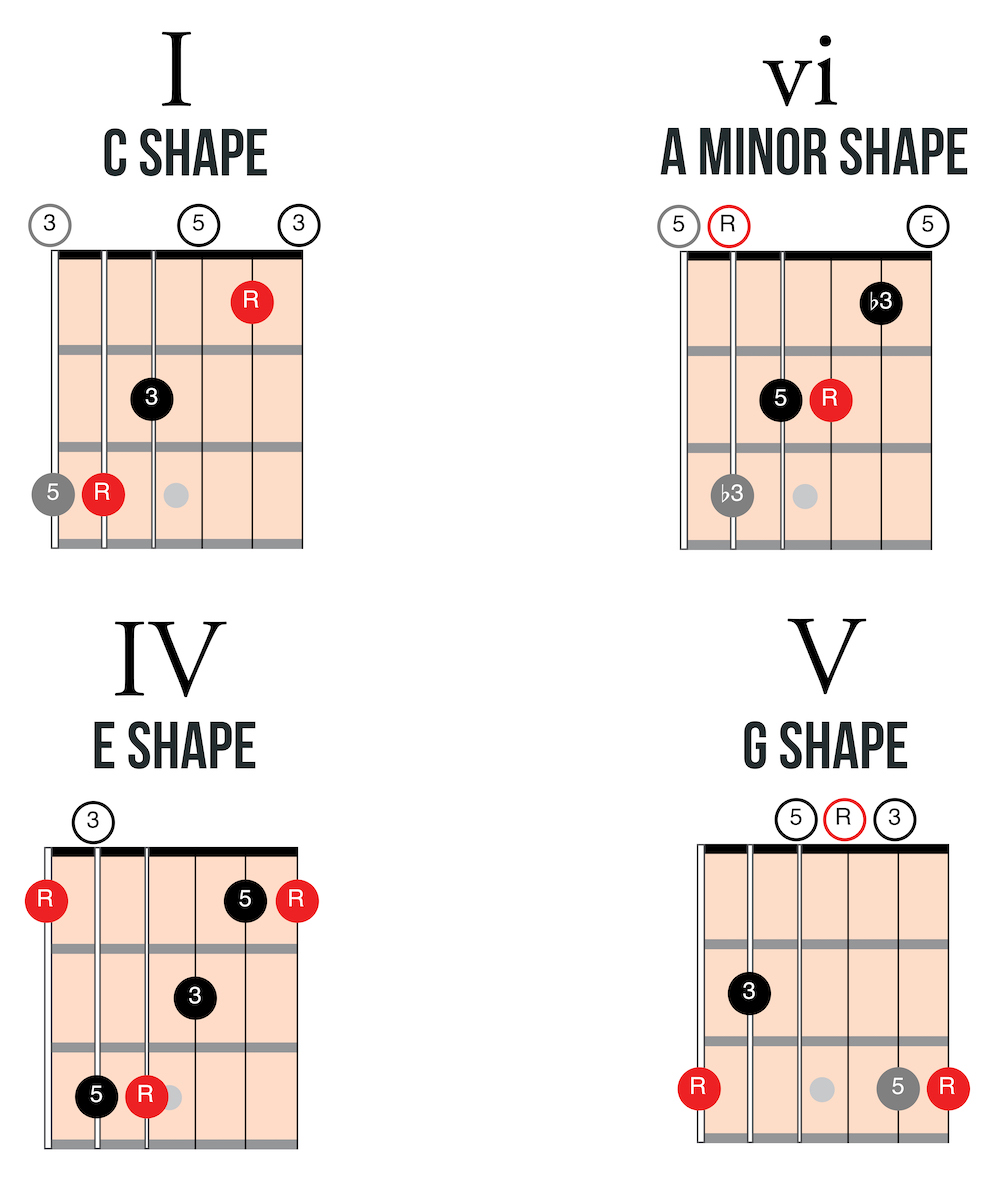 I
C SHAPE
3 5 3
R
3
5 R
vi
A MINOR SHAPE
5 R 5
♭3
5 R
♭3
IV
E SHAPE
3
R 5 R
3
5 R
V
G SHAPE
5 R 3
3
R 5 R